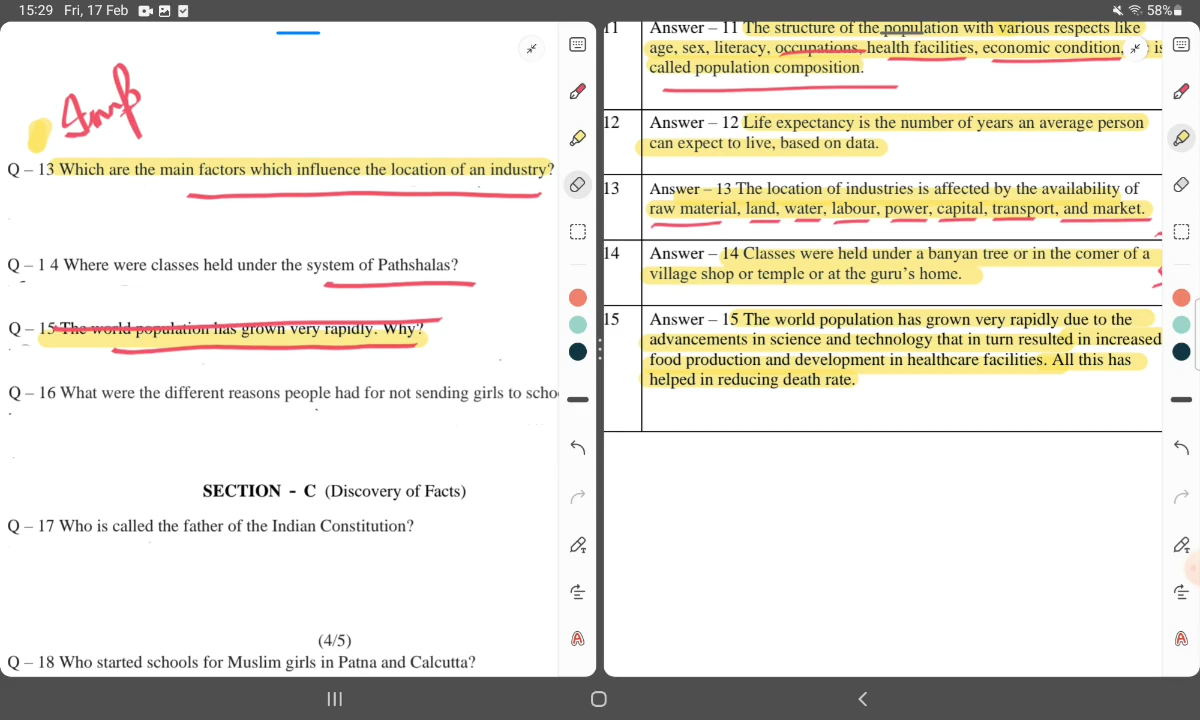 15:29 Fri, 17 Feb
58%
Imp
Q – 13 Which are the main factors which influence the location of an industry?
Q – 1 4 Where were classes held under the system of Pathshalas?
Q – 15 The world population has grown very rapidly. Why?
Q – 16 What were the different reasons people had for not sending girls to scho
SECTION - C (Discovery of Facts)
Q – 17 Who is called the father of the Indian Constitution?
(4/5)
Q – 18 Who started schools for Muslim girls in Patna and Calcutta?
11 Answer – 11 The structure of the population with various respects like
age, sex, literacy, occupations, health facilities, economic condition, is
called population composition.
12 Answer – 12 Life expectancy is the number of years an average person
can expect to live, based on data.
13 Answer – 13 The location of industries is affected by the availability of
raw material, land, water, labour, power, capital, transport, and market.
14 Answer – 14 Classes were held under a banyan tree or in the comer of a
village shop or temple or at the guru’s home.
15 Answer – 15 The world population has grown very rapidly due to the
advancements in science and technology that in turn resulted in increased
food production and development in healthcare facilities. All this has
helped in reducing death rate.